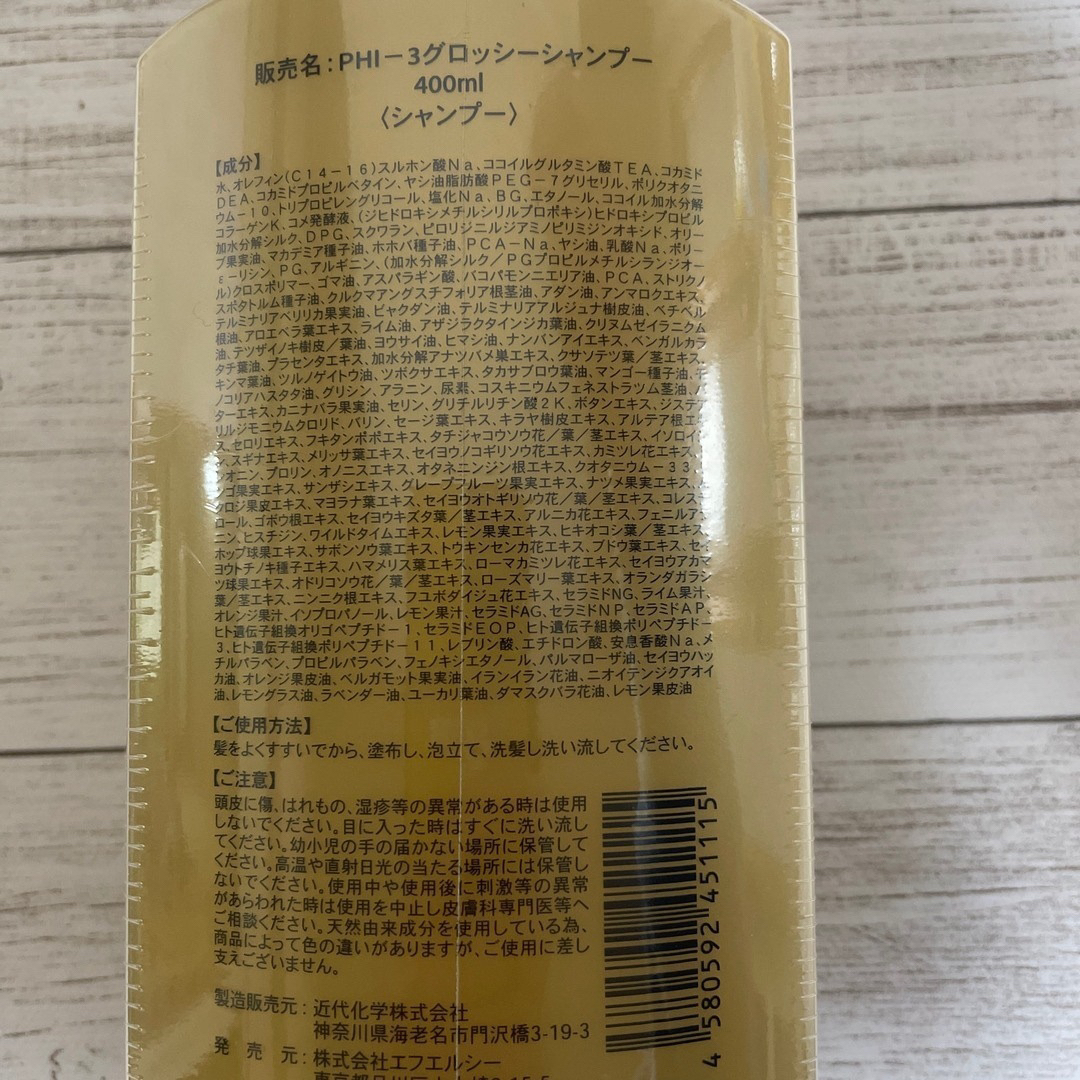 販売名:PHI-3グロッシーシャンプー
400ml
〈シャンプー〉
【成分】
水、オレフィン(C14-16)スルホン酸Na、ココイルグルタミン酸TEA、コカミド
DEA、コカミドプロピルベタイン、ヤシ油脂肪酸PEG-7グリセリル、ポリクオタニ
ウム-10、トリプロピレングリコール、塩化Na、BG、エタノール、ココイル加水分解
コラーゲンK、コメ発酵液、(ジヒドロキシメチルシリルプロポキシ)ヒドロキシプロピル
加水分解シルク、DPG、スクワラン、ピロリジニルジアミノピリミジンオキシド、オリー
ブ果実油、マカデミア種子油、ホホバ種子油、PCA-Na、ヤシ油、乳酸Na、ポリ-
ε-リシン、PG、アルギニン、(加水分解シルク/PGプロピルメチルシランジオー
ル)クロスポリマー、ゴマ油、アスパラギン酸、バコパモンニエリア油、PCA、ストリクノ
スポタトルム種子油、クルクマアングスチフォリア根茎油、アダン油、アンマロクエキス、
テルミナリアベリリカ果実油、ビャクダン油、テルミナリアアルジュナ樹皮油、ベチベル
根油、アロエベラ葉エキス、ライム油、アザジラクタインジカ葉油、クリヌムゼイラニクム
油、テツザイノキ樹皮/葉油、ヨウサイ油、ヒマシ油、ナンバンアイエキス、ベンガルカラ
タチ葉油、プラセンタエキス、加水分解アナツバメ巣エキス、クサソテツ葉/茎エキス、
キンマ葉油、ツルノゲイトウ油、ツボクサエキス、タカサブロウ葉油、マンゴー種子油、モ
ノコリアハスタタ油、グリシン、アラニン、尿素、コスキニウムフェネストラツム茎油、バ
ターエキス、カニナバラ果実油、セリン、グリチルリチン酸2K、ボタンエキス、ジステア
リルジモニウムクロリド、バリン、セージ葉エキス、キラヤ樹皮エキス、アルテア根エキ
ス、セロリエキス、フキタンポポエキス、タチジャコウソウ花/葉/茎エキス、イソロイシ
ン、スギナエキス、メリッサ葉エキス、セイヨウノコギリソウ花エキス、カミツレ花エキス、
オニン、プロリン、オノニスエキス、オタネニンジン根エキス、クオタニウム-33、
ンゴ果実エキス、サンザシエキス、グレープフルーツ果実エキス、ナツメ果実エキス、
クロジ果皮エキス、マヨラナ葉エキス、セイヨウオトギリソウ花/葉/茎エキス、コレステ
ロール、ゴボウ根エキス、セイヨウキズタ葉/茎エキス、アルニカ花エキス、フェニルアラ
ニン、ヒスチジン、ワイルドタイムエキス、レモン果実エキス、ヒキオコシ葉/茎エキス、
ホップ球果エキス、サボンソウ葉エキス、トウキンセンカ花エキス、ブドウ葉エキス、セイ
ヨウトチノキ種子エキス、ハマメリス葉エキス、ローマカミツレ花エキス、セイヨウアカマ
ツ球果エキス、オドリコソウ花/葉/茎エキス、ローズマリー葉エキス、オランダガラシ
葉/茎エキス、ニンニク根エキス、フユボダイジュ花エキス、セラミドNG、ライム果汁、
オレンジ果汁、イソプロパノール、レモン果汁、セラミドAG、セラミドNP、セラミドAP、
ヒト遺伝子組換オリゴペプチド-1、セラミドEOP、ヒト遺伝子組換ポリペプチド-
3、ヒト遺伝子組換ポリペプチド-11、レブリン酸、エチドロン酸、安息香酸Na、メ
チルパラベン、プロピルパラベン、フェノキシエタノール、パルマローザ油、セイヨウハッ
カ油、オレンジ果皮油、ベルガモット果実油、イランイラン花油、ニオイテンジクアオイ
油、レモングラス油、ラベンダー油、ユーカリ葉油、ダマスクバラ花油、レモン果皮油
【ご使用方法】
髪をよくすすいでから、塗布し、泡立て、洗髪し洗い流してください。
【ご注意】
頭皮に傷、はれもの、湿疹等の異常がある時は使用
しないでください。目に入った時はすぐに洗い流し
てください。幼小児の手の届かない場所に保管して
ください。高温や直射日光の当たる場所には保管し
ないでください。使用中や使用後に刺激等の異常
があらわれた時は使用を中止し皮膚科専門医等へ
ご相談ください。天然由来成分を使用している為、
商品によって色の違いがありますが、ご使用に差し
支えございません。
製造販売元:近代化学株式会社
神奈川県海老名市門沢橋3-19-3
発売元:株式会社エフエルシー
4 580592 451115